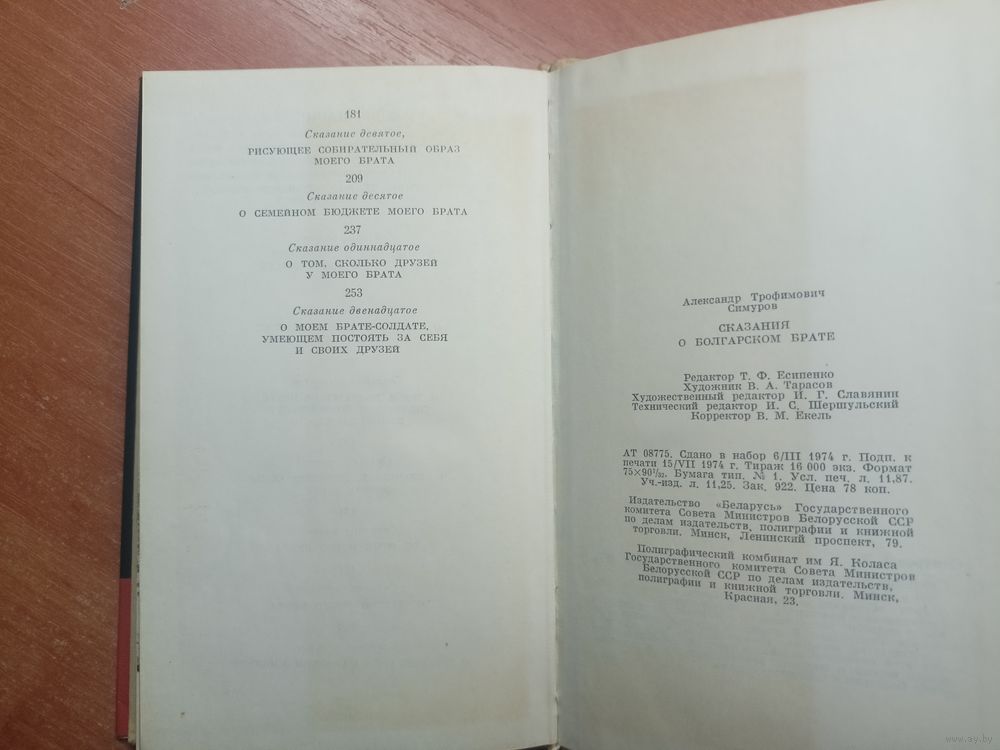 181
Сказание девятое,
РИСУЮЩЕЕ СОБИРАТЕЛЬНЫЙ ОБРАЗ
МОЕГО БРАТА
209
Сказание десятое
О СЕМЕЙНОМ БЮДЖЕТЕ МОЕГО БРАТА
237
Сказание одиннадцатое
О ТОМ, СКОЛЬКО ДРУЗЕЙ
У МОЕГО БРАТА
253
Сказание двенадцатое
О МОЕМ БРАТЕ-СОЛДАТЕ,
УМЕЮЩЕМ ПОСТОЯТЬ ЗА СЕБЯ
И СВОИХ ДРУЗЕЙ
Александр Трофимович
Симуров
СКАЗАНИЯ
О БОЛГАРСКОМ БРАТЕ
Редактор Т. Ф. Есипенко
Художник В. А. Тарасов
Художественный редактор И. Г. Славянин
Технический редактор И. С. Шершульский
Корректор В. М. Екель
АТ 08775. Сдано в набор 6/III 1974 г. Подп. к
печати 15/VII 1974 г. Тираж 16 000 экз. Формат
75×90¹/₃₂. Бумага тип. № 1. Усл. печ. л. 11,87.
Уч.-изд. л. 11,25. Зак. 922. Цена 78 коп.
Издательство «Беларусь» Государственного
комитета Совета Министров Белорусской ССР
по делам издательств, полиграфии и книжной
торговли. Минск, Ленинский проспект, 79.
Полиграфический комбинат им Я. Коласа
Государственного комитета Совета Министров
Белорусской ССР по делам издательств,
полиграфии и книжной торговли. Минск,
Красная, 23.
www.ay.by